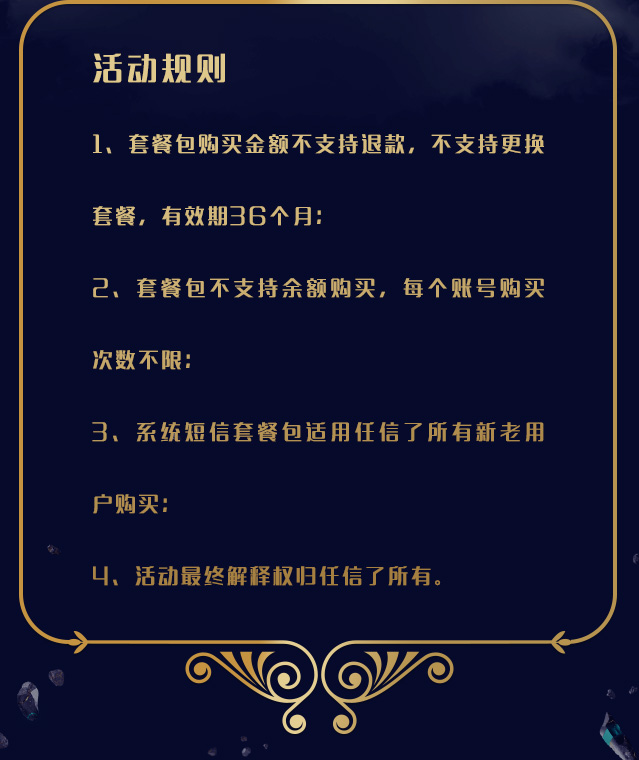 活动规则
1、套餐包购买金额不支持退款，不支持更换
套餐，有效期36个月；
2、套餐包不支持余额购买，每个账号购买
次数不限；
3、系统短信套餐包适用任信了所有新老用
户购买；
4、活动最终解释权归任信了所有。